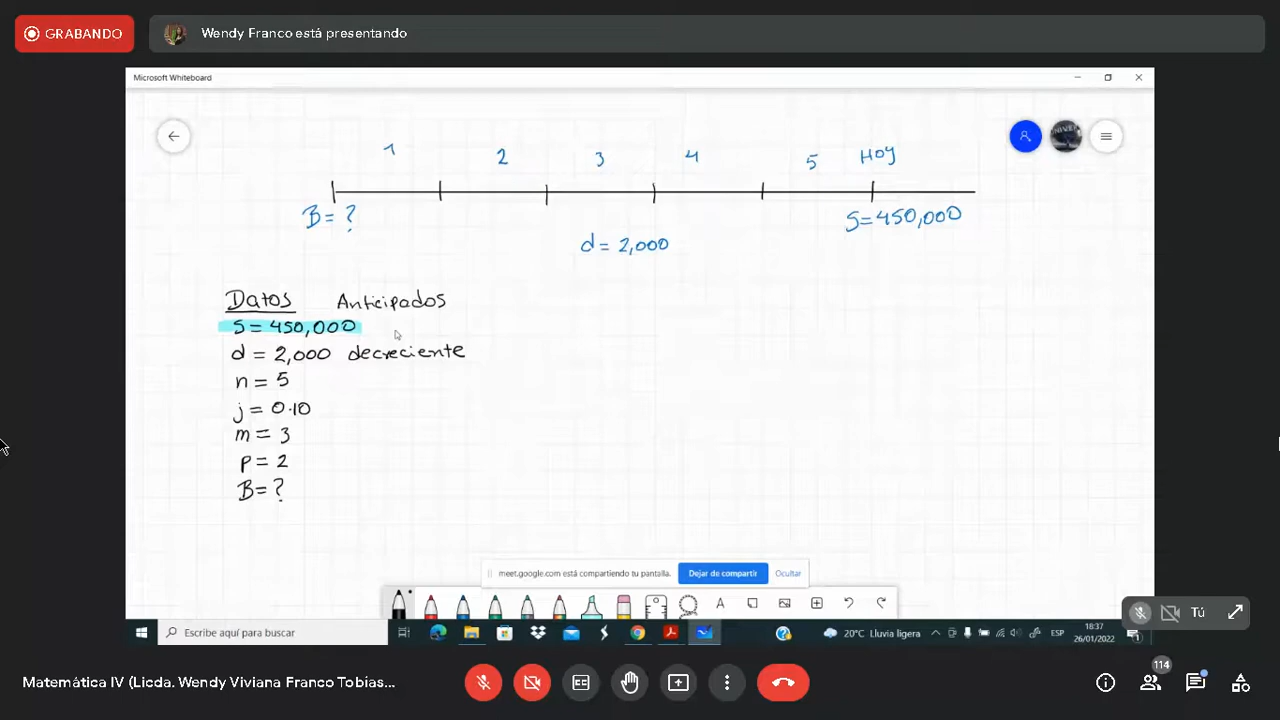 GRABANDO
Wendy Franco está presentando
Microsoft Whiteboard
1 2 3 4 5 Hoy
B = ?
S=450,000
d = 2,000
Datos Anticipados
S = 450,000
d = 2,000 decreciente
n = 5
j = 0.10
m = 3
p = 2
B= ?
meet.google.com está compartiendo tu pantalla.
Dejar de compartir
Ocultar
Escribe aquí para buscar
20°C Lluvia ligera
ESP
18:37
26/01/2022
Tú
114
Matemática IV (Licda. Wendy Viviana Franco Tobias...